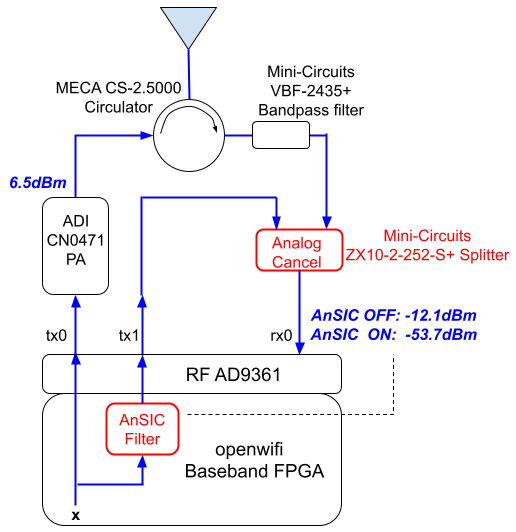 MECA CS-2.5000
Circulator
Mini-Circuits
VBF-2435+
Bandpass filter
6.5dBm
ADI
CN0471
PA
Analog
Cancel
Mini-Circuits
ZX10-2-252-S+ Splitter
AnSIC OFF: -12.1dBm
AnSIC ON: -53.7dBm
tx0
tx1
rx0
RF AD9361
AnSIC
Filter
openwifi
Baseband FPGA
x